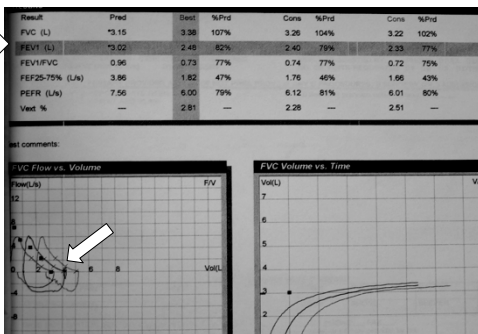 Result Pred Best %Prd Cons %Prd Cons %Prd
FVC (L) *3.15 3.38 107% 3.26 104% 3.22 102%
FEV1 (L) *3.02 2.48 82% 2.40 79% 2.33 77%
FEV1/FVC 0.96 0.73 77% 0.74 77% 0.72 75%
FEF25-75% (L/s) 3.86 1.82 47% 1.76 46% 1.66 43%
PEFR (L/s) 7.56 6.00 79% 6.12 81% 6.01 80%
Vext % --- 2.81 --- 2.28 --- 2.51 ---
est comments:
FVC Flow vs. Volume
FVC Volume vs. Time
Flow(L/s) F/V
Vol(L) V
12
7
6
5
4
0 2 6 8 Vol(L
3
2